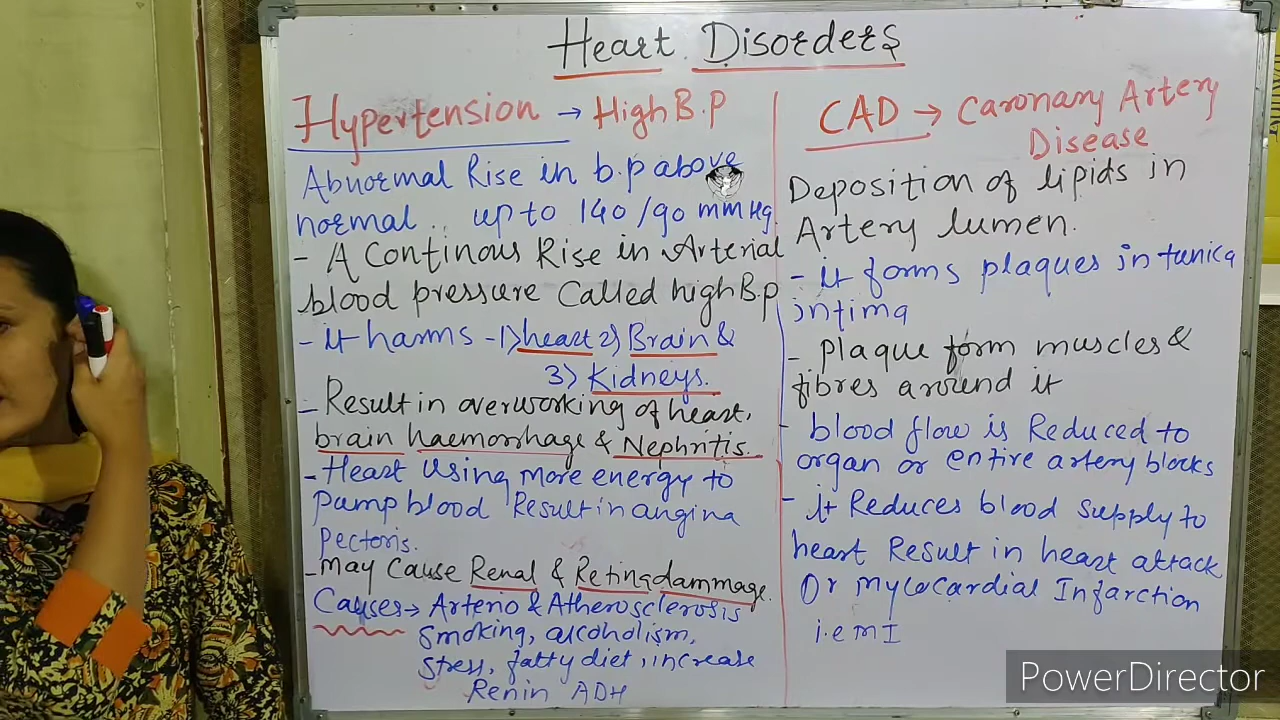 Heart Disorders
Hypertension → High B.P
Abnormal Rise in b.p above
normal .. up to 140/90 mmHg.
- A Continous Rise in Arterial
blood pressure Called high B.p
- it harms - 1) heart 2) Brain &
3) Kidneys.
- Result in overworking of heart,
brain haemorrhage & Nephritis.
- Heart Using more energy to
Pump blood Result in angina
Pectoris.
- may Cause Renal & Retina dammage.
Causes → Arterio & Atherosclerosis
Smoking, alcoholism,
Stress, fatty diet, increase
Renin ADH
CAD → Caronary Artery
Disease
Deposition of lipids in
Artery lumen.
- it forms plaques in tunica
intima
- Plaque form muscles &
fibres around it
- blood flow is Reduced to
organ or entire artery blocks
- it Reduces blood supply to
heart Result in heart attack
Or myocardial Infarction
i.e MI
PowerDirector